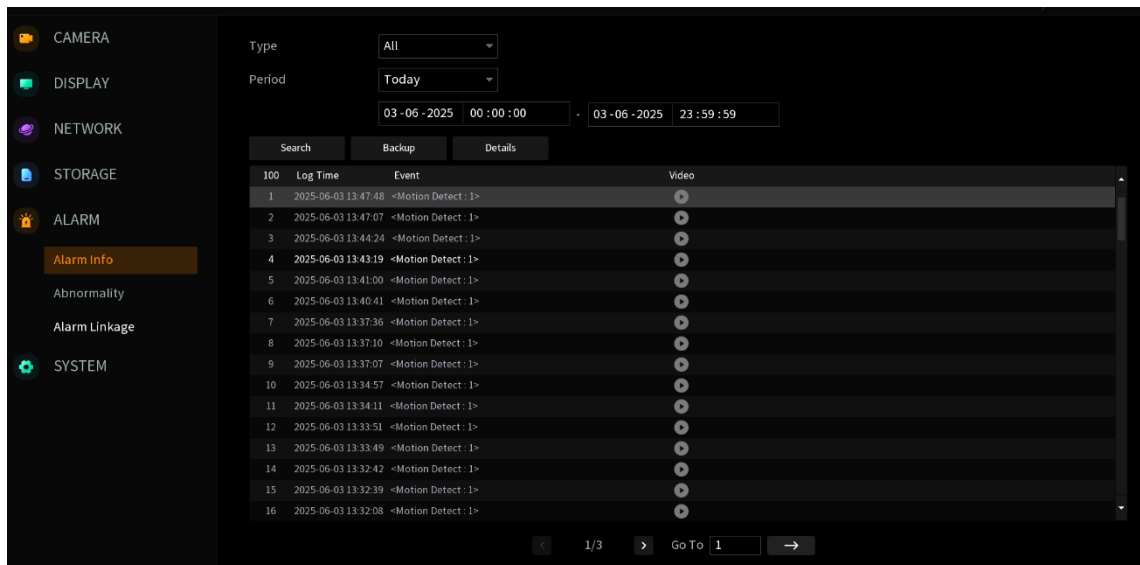 CAMERA
DISPLAY
NETWORK
STORAGE
ALARM
Alarm Info
Abnormality
Alarm Linkage
SYSTEM
Type All
Period Today
03-06-2025 00:00:00 - 03-06-2025 23:59:59
Search Backup Details
100 Log Time Event Video
1 2025-06-03 13:47:48 <Motion Detect : 1>
2 2025-06-03 13:47:07 <Motion Detect : 1>
3 2025-06-03 13:44:24 <Motion Detect : 1>
4 2025-06-03 13:43:19 <Motion Detect : 1>
5 2025-06-03 13:41:00 <Motion Detect : 1>
6 2025-06-03 13:40:41 <Motion Detect : 1>
7 2025-06-03 13:37:36 <Motion Detect : 1>
8 2025-06-03 13:37:10 <Motion Detect : 1>
9 2025-06-03 13:37:07 <Motion Detect : 1>
10 2025-06-03 13:34:57 <Motion Detect : 1>
11 2025-06-03 13:34:11 <Motion Detect : 1>
12 2025-06-03 13:33:51 <Motion Detect : 1>
13 2025-06-03 13:33:49 <Motion Detect : 1>
14 2025-06-03 13:32:42 <Motion Detect : 1>
15 2025-06-03 13:32:39 <Motion Detect : 1>
16 2025-06-03 13:32:08 <Motion Detect : 1>
< 1/3 > Go To 1 →